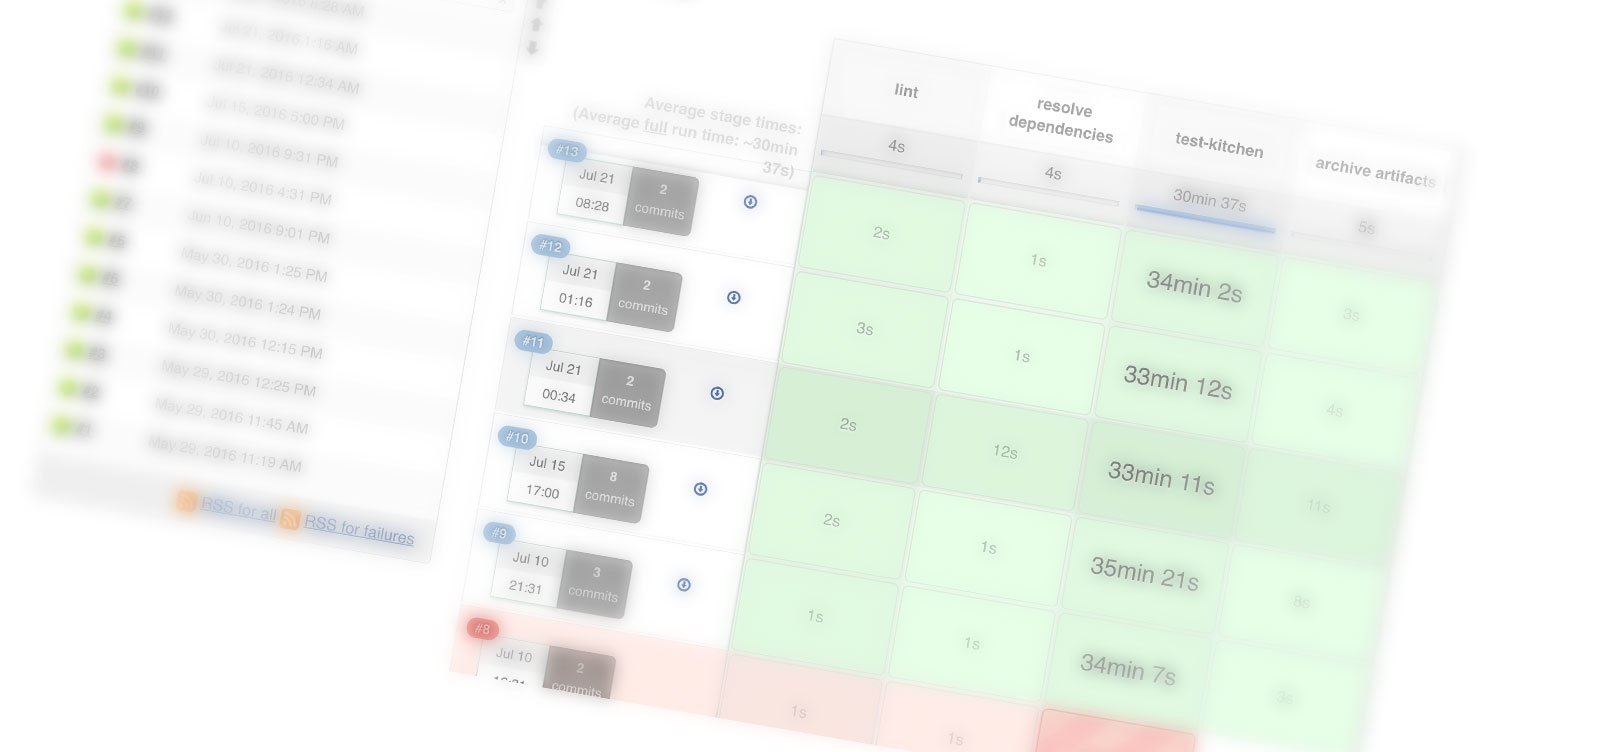 Jul 21, 2016 1:16 AM
Jul 21, 2016 12:34 AM
Jul 15, 2016 5:00 PM
Jul 10, 2016 9:31 PM
Jul 10, 2016 4:31 PM
Jun 10, 2016 9:01 PM
May 30, 2016 1:25 PM
May 30, 2016 1:24 PM
May 30, 2016 12:15 PM
May 29, 2016 12:25 PM
May 29, 2016 11:45 AM
May 29, 2016 11:19 AM
RSS for all RSS for failures
Average stage times:
(Average full run time: ~30min
37s)
lint
resolve
dependencies
test-kitchen
archive artifacts
4s
4s
30min 37s
5s
#13
Jul 21
08:28
2
commits
2s
1s
34min 2s
3s
#12
Jul 21
01:16
2
commits
3s
1s
33min 12s
4s
#11
Jul 21
00:34
2
commits
2s
12s
33min 11s
11s
#10
Jul 15
17:00
8
commits
2s
1s
35min 21s
8s
#9
Jul 10
21:31
3
commits
1s
1s
34min 7s
3s
#8
Jul 10
2
commits
1s
1s